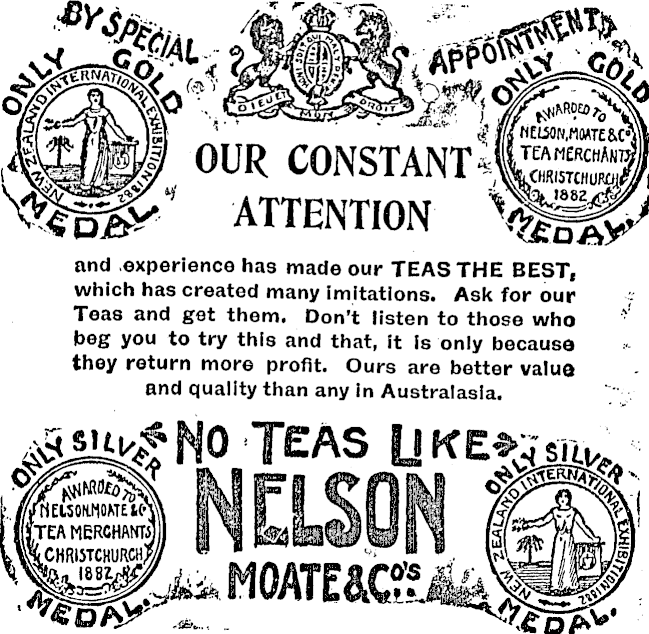 BY SPECIAL APPOINTMENT
ONLY GOLD MEDAL.
NEW ZEALAND INTERNATIONAL EXHIBITION 1882
DIEU ET MON DROIT
ONLY GOLD MEDAL.
AWARDED TO
NELSON, MOATE & Co
TEA MERCHANTS
CHRISTCHURCH
1882
OUR CONSTANT
ATTENTION
and experience has made our TEAS THE BEST,
which has created many imitations. Ask for our
Teas and get them. Don't listen to those who
beg you to try this and that, it is only because
they return more profit. Ours are better value
and quality than any in Australasia.
ONLY SILVER MEDAL.
AWARDED TO
NELSON, MOATE & Co
TEA MERCHANTS
CHRISTCHURCH
1882
NO TEAS LIKE
NELSON
MOATE & Co's.
ONLY SILVER MEDAL.
NEW ZEALAND INTERNATIONAL EXHIBITION 1882